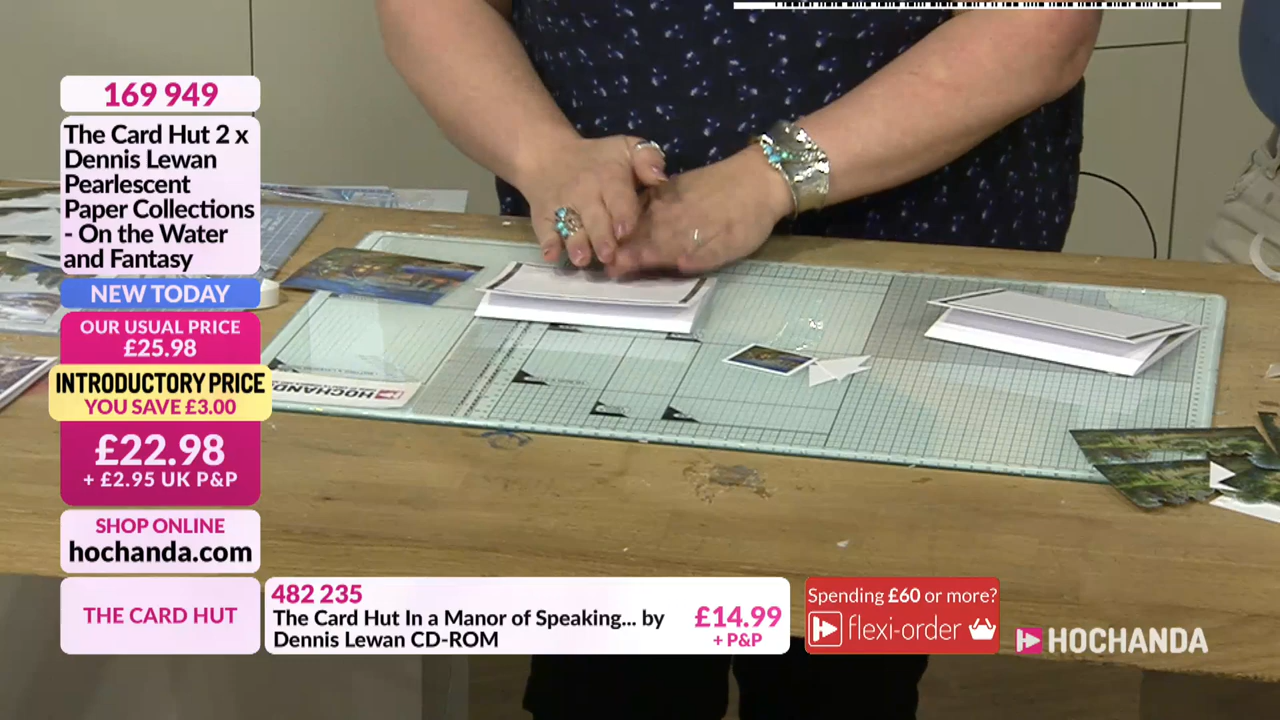 169 949
The Card Hut 2 x
Dennis Lewan
Pearlescent
Paper Collections
- On the Water
and Fantasy
NEW TODAY
OUR USUAL PRICE
£25.98
INTRODUCTORY PRICE
YOU SAVE £3.00
£22.98
+ £2.95 UK P&P
SHOP ONLINE
hochanda.com
THE CARD HUT
482 235
The Card Hut In a Manor of Speaking... by
Dennis Lewan CD-ROM
£14.99
+ P&P
Spending £60 or more?
flexi-order
HOCHANDA
HOCHANDA